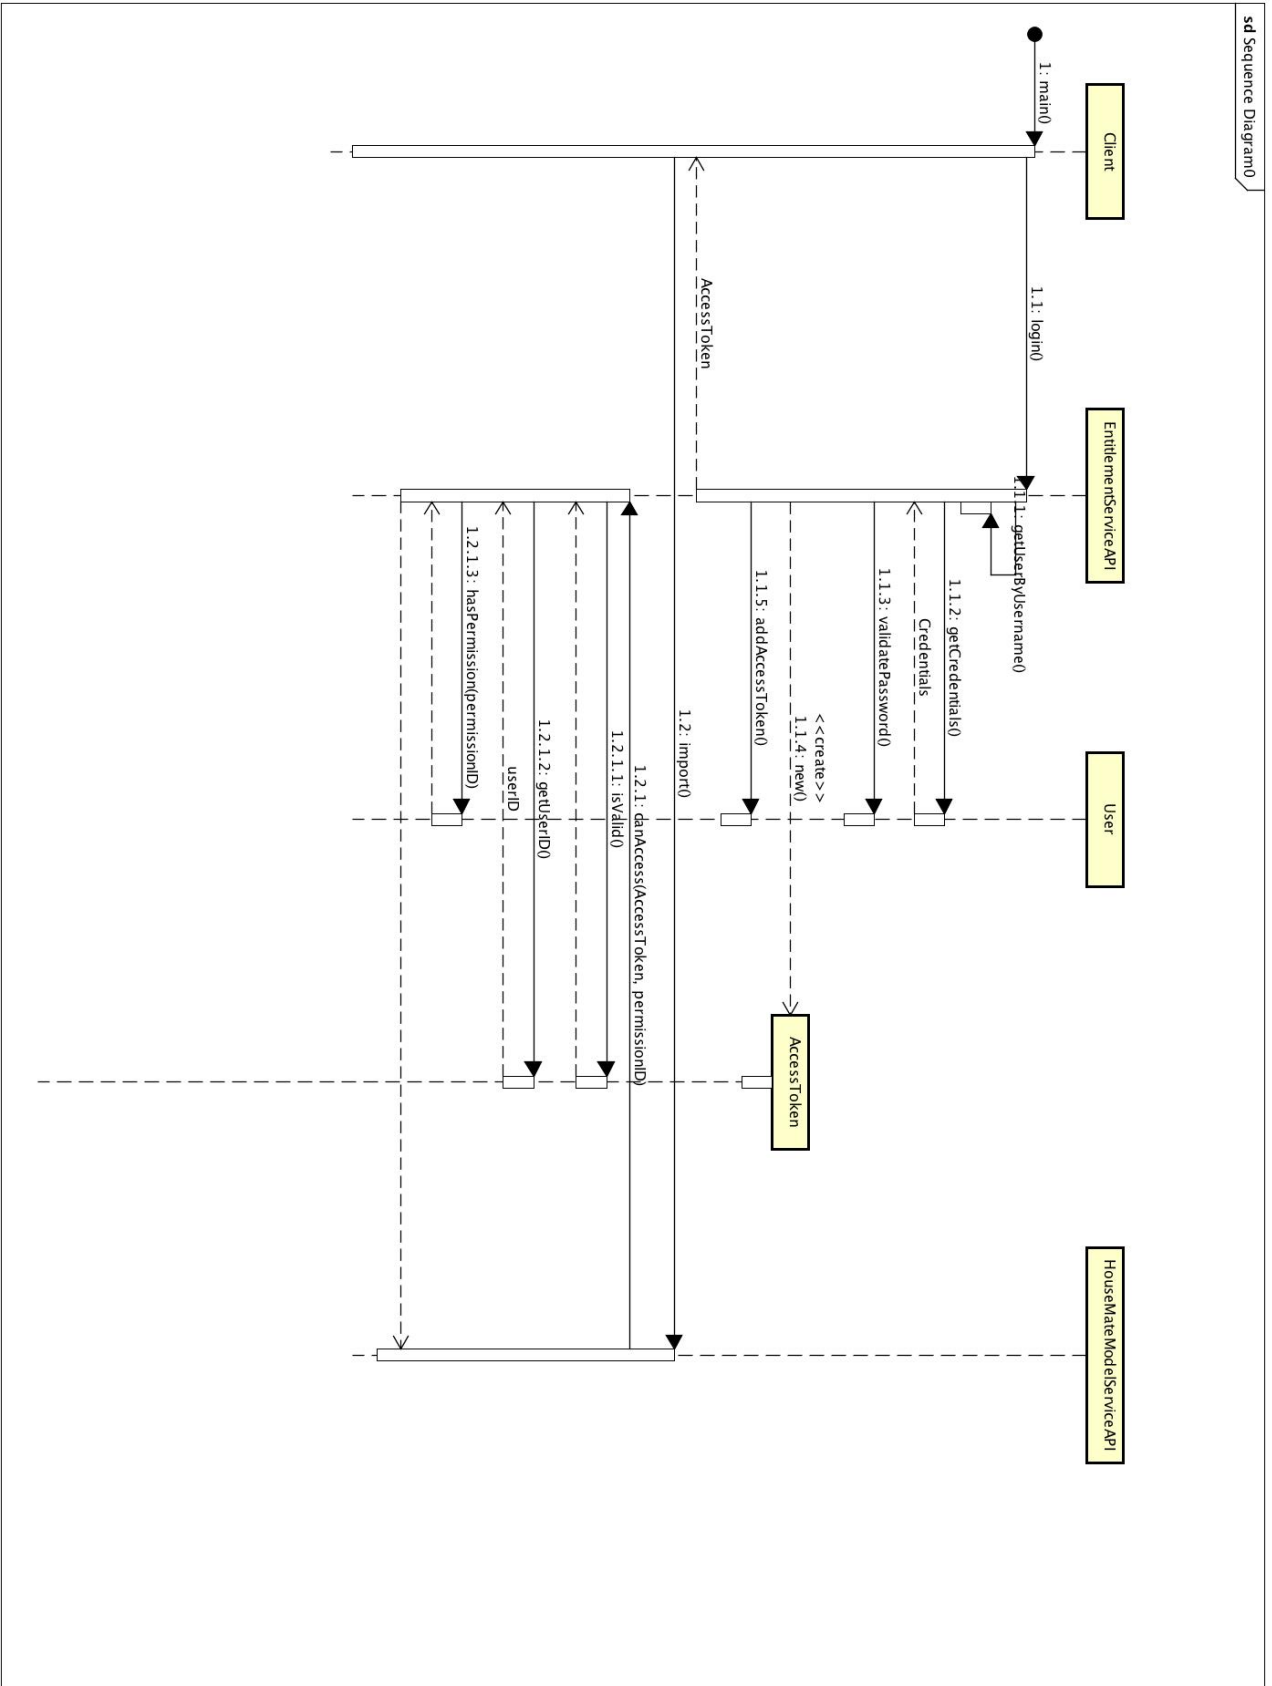 sd Sequence Diagram0
Client
EntitlementServiceAPI
User
HouseMateModelServiceAPI
1: main()
1.1: login()
1.1.1: getUserByUsername()
1.1.2: getCredentials()
Credentials
1.1.3: validatePassword()
<<create>>
1.1.4: new()
AccessToken
1.1.5: addAccessToken()
AccessToken
1.2: import()
1.2.1: danAccess(AccessToken, permissionID)
1.2.1.1: isValid()
1.2.1.2: getUserID()
userID
1.2.1.3: hasPermission(permissionID)